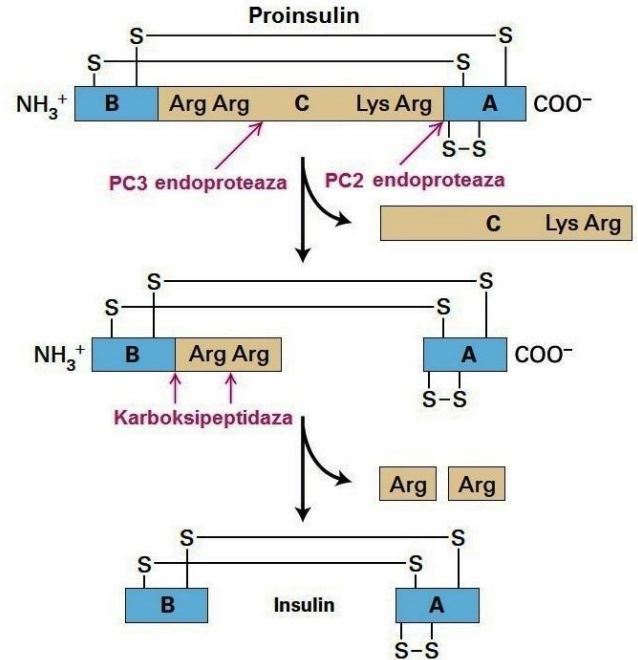 Proinsulin
S S
S S
NH₃⁺ B Arg Arg C Lys Arg A COO⁻
S–S
PC3 endoproteaza PC2 endoproteaza
C Lys Arg
S S
S S
NH₃⁺ B Arg Arg A COO⁻
S–S
Karboksipeptidaza
Arg Arg
S S
S S
B Insulin A
S–S